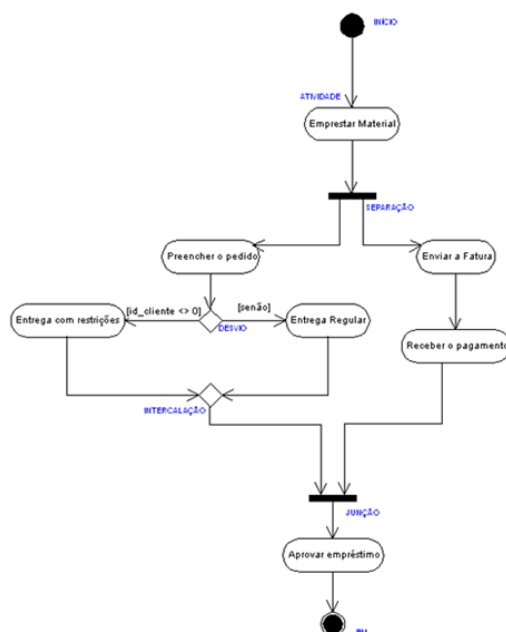 INÍCIO
ATIVIDADE
Emprestar Material
SEPARAÇÃO
Preencher o pedido
Enviar a Fatura
[id_cliente <> 0]
[senão]
Entrega com restrições
DESVIO
Entrega Regular
Receber o pagamento
INTERCALAÇÃO
JUNÇÃO
Aprovar empréstimo